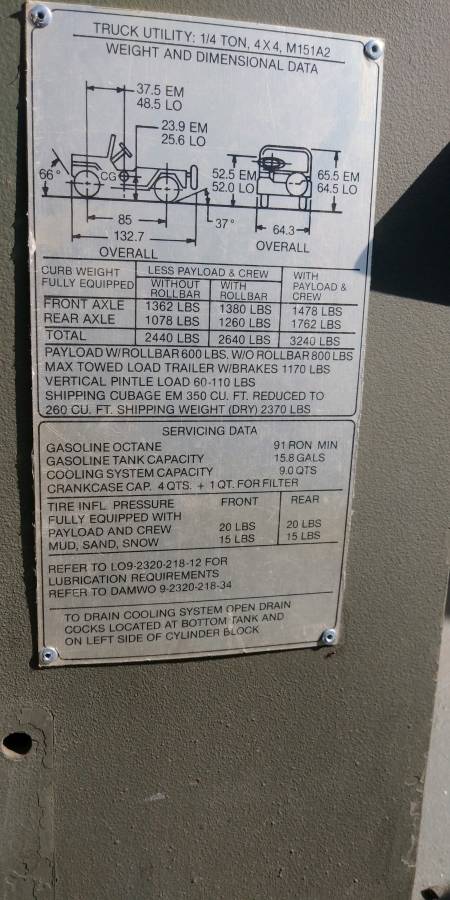 TRUCK UTILITY: 1/4 TON, 4X4, M151A2
WEIGHT AND DIMENSIONAL DATA
37.5 EM
48.5 LO
23.9 EM
25.6 LO
CG
66°
52.5 EM
52.0 LO
65.5 EM
64.5 LO
85
37°
132.7
OVERALL
64.3
OVERALL
CURB WEIGHT FULLY EQUIPPED
LESS PAYLOAD & CREW
WITH PAYLOAD & CREW
WITHOUT ROLLBAR
WITH ROLLBAR
FRONT AXLE 1362 LBS 1380 LBS 1478 LBS
REAR AXLE 1078 LBS 1260 LBS 1762 LBS
TOTAL 2440 LBS 2640 LBS 3240 LBS
PAYLOAD W/ROLLBAR 600 LBS. W/O ROLLBAR 800 LBS
MAX TOWED LOAD TRAILER W/BRAKES 1170 LBS
VERTICAL PINTLE LOAD 60-110 LBS
SHIPPING CUBAGE EM 350 CU. FT. REDUCED TO
260 CU. FT. SHIPPING WEIGHT (DRY) 2370 LBS
SERVICING DATA
GASOLINE OCTANE 91 RON MIN
GASOLINE TANK CAPACITY 15.8 GALS
COOLING SYSTEM CAPACITY 9.0 QTS
CRANKCASE CAP. 4 QTS. + 1 QT. FOR FILTER
TIRE INFL. PRESSURE FRONT REAR
FULLY EQUIPPED WITH
PAYLOAD AND CREW 20 LBS 20 LBS
MUD, SAND, SNOW 15 LBS 15 LBS
REFER TO LO9-2320-218-12 FOR
LUBRICATION REQUIREMENTS
REFER TO DAMWO 9-2320-218-34
TO DRAIN COOLING SYSTEM OPEN DRAIN
COCKS LOCATED AT BOTTOM TANK AND
ON LEFT SIDE OF CYLINDER BLOCK